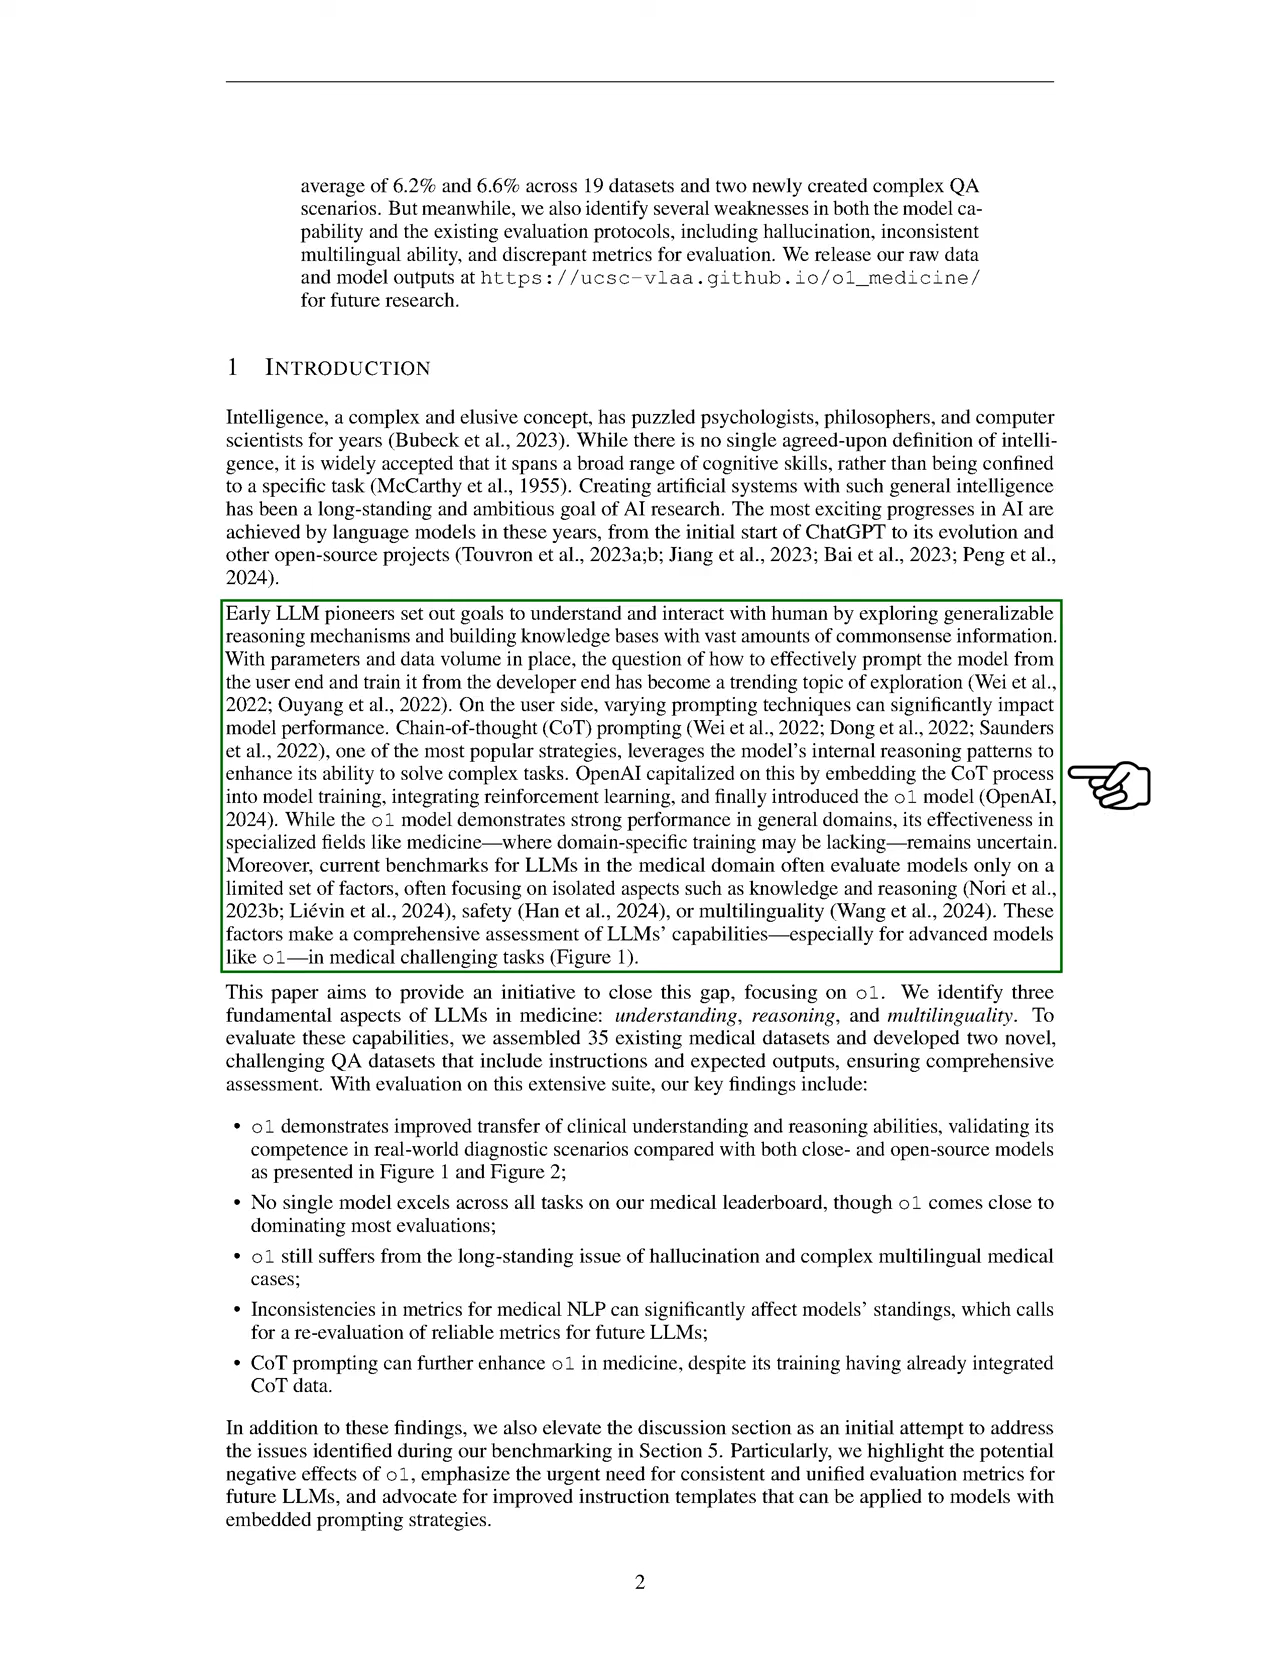 average of 6.2% and 6.6% across 19 datasets and two newly created complex QA
scenarios. But meanwhile, we also identify several weaknesses in both the model ca-
pability and the existing evaluation protocols, including hallucination, inconsistent
multilingual ability, and discrepant metrics for evaluation. We release our raw data
and model outputs at https://ucsc-vlaa.github.io/o1_medicine/
for future research.
1 INTRODUCTION
Intelligence, a complex and elusive concept, has puzzled psychologists, philosophers, and computer
scientists for years (Bubeck et al., 2023). While there is no single agreed-upon definition of intelli-
gence, it is widely accepted that it spans a broad range of cognitive skills, rather than being confined
to a specific task (McCarthy et al., 1955). Creating artificial systems with such general intelligence
has been a long-standing and ambitious goal of AI research. The most exciting progresses in AI are
achieved by language models in these years, from the initial start of ChatGPT to its evolution and
other open-source projects (Touvron et al., 2023a;b; Jiang et al., 2023; Bai et al., 2023; Peng et al.,
2024).
Early LLM pioneers set out goals to understand and interact with human by exploring generalizable
reasoning mechanisms and building knowledge bases with vast amounts of commonsense information.
With parameters and data volume in place, the question of how to effectively prompt the model from
the user end and train it from the developer end has become a trending topic of exploration (Wei et al.,
2022; Ouyang et al., 2022). On the user side, varying prompting techniques can significantly impact
model performance. Chain-of-thought (CoT) prompting (Wei et al., 2022; Dong et al., 2022; Saunders
et al., 2022), one of the most popular strategies, leverages the model's internal reasoning patterns to
enhance its ability to solve complex tasks. OpenAI capitalized on this by embedding the CoT process
into model training, integrating reinforcement learning, and finally introduced the o1 model (OpenAI,
2024). While the o1 model demonstrates strong performance in general domains, its effectiveness in
specialized fields like medicine—where domain-specific training may be lacking—remains uncertain.
Moreover, current benchmarks for LLMs in the medical domain often evaluate models only on a
limited set of factors, often focusing on isolated aspects such as knowledge and reasoning (Nori et al.,
2023b; Liévin et al., 2024), safety (Han et al., 2024), or multilinguality (Wang et al., 2024). These
factors make a comprehensive assessment of LLMs' capabilities—especially for advanced models
like o1—in medical challenging tasks (Figure 1).
This paper aims to provide an initiative to close this gap, focusing on o1. We identify three
fundamental aspects of LLMs in medicine: understanding, reasoning, and multilinguality. To
evaluate these capabilities, we assembled 35 existing medical datasets and developed two novel,
challenging QA datasets that include instructions and expected outputs, ensuring comprehensive
assessment. With evaluation on this extensive suite, our key findings include:
• o1 demonstrates improved transfer of clinical understanding and reasoning abilities, validating its
competence in real-world diagnostic scenarios compared with both close- and open-source models
as presented in Figure 1 and Figure 2;
• No single model excels across all tasks on our medical leaderboard, though o1 comes close to
dominating most evaluations;
• o1 still suffers from the long-standing issue of hallucination and complex multilingual medical
cases;
• Inconsistencies in metrics for medical NLP can significantly affect models' standings, which calls
for a re-evaluation of reliable metrics for future LLMs;
• CoT prompting can further enhance o1 in medicine, despite its training having already integrated
CoT data.
In addition to these findings, we also elevate the discussion section as an initial attempt to address
the issues identified during our benchmarking in Section 5. Particularly, we highlight the potential
negative effects of o1, emphasize the urgent need for consistent and unified evaluation metrics for
future LLMs, and advocate for improved instruction templates that can be applied to models with
embedded prompting strategies.
2